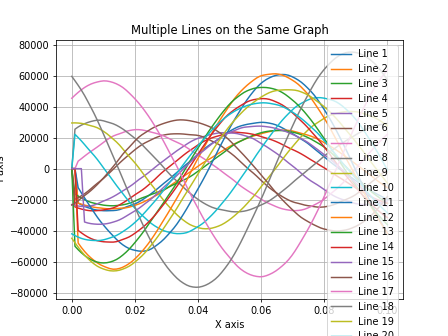 Multiple Lines on the Same Graph
80000
60000
40000
20000
0
−20000
−40000
−60000
−80000
0.00
0.02
0.04
0.06
X axis
Line 1
Line 2
Line 3
Line 4
Line 5
Line 6
Line 7
Line 8
Line 9
Line 10
Line 11
Line 12
Line 13
Line 14
Line 15
Line 16
Line 17
Line 18
Line 19